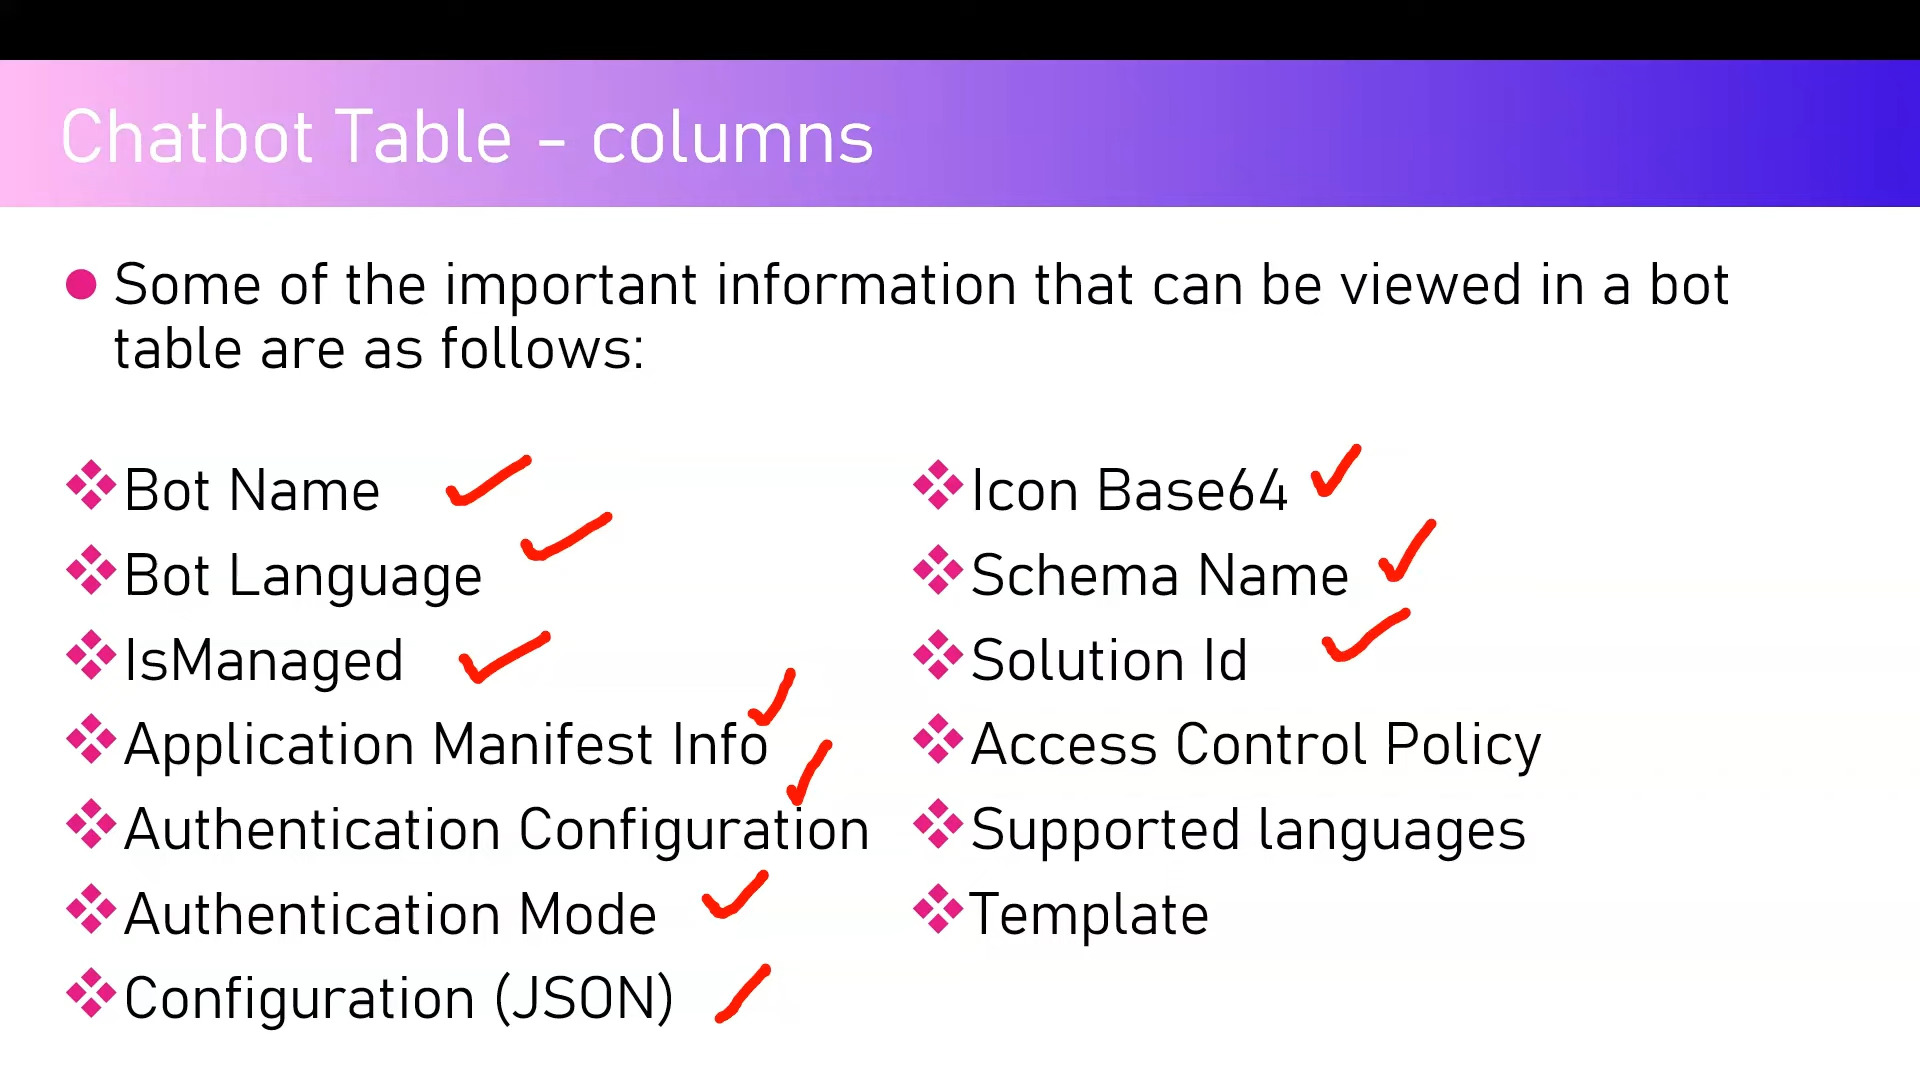 Chatbot Table - columns
Some of the important information that can be viewed in a bot
table are as follows:
Bot Name
Bot Language
IsManaged
Application Manifest Info
Authentication Configuration
Authentication Mode
Configuration (JSON)
Icon Base64
Schema Name
Solution Id
Access Control Policy
Supported languages
Template